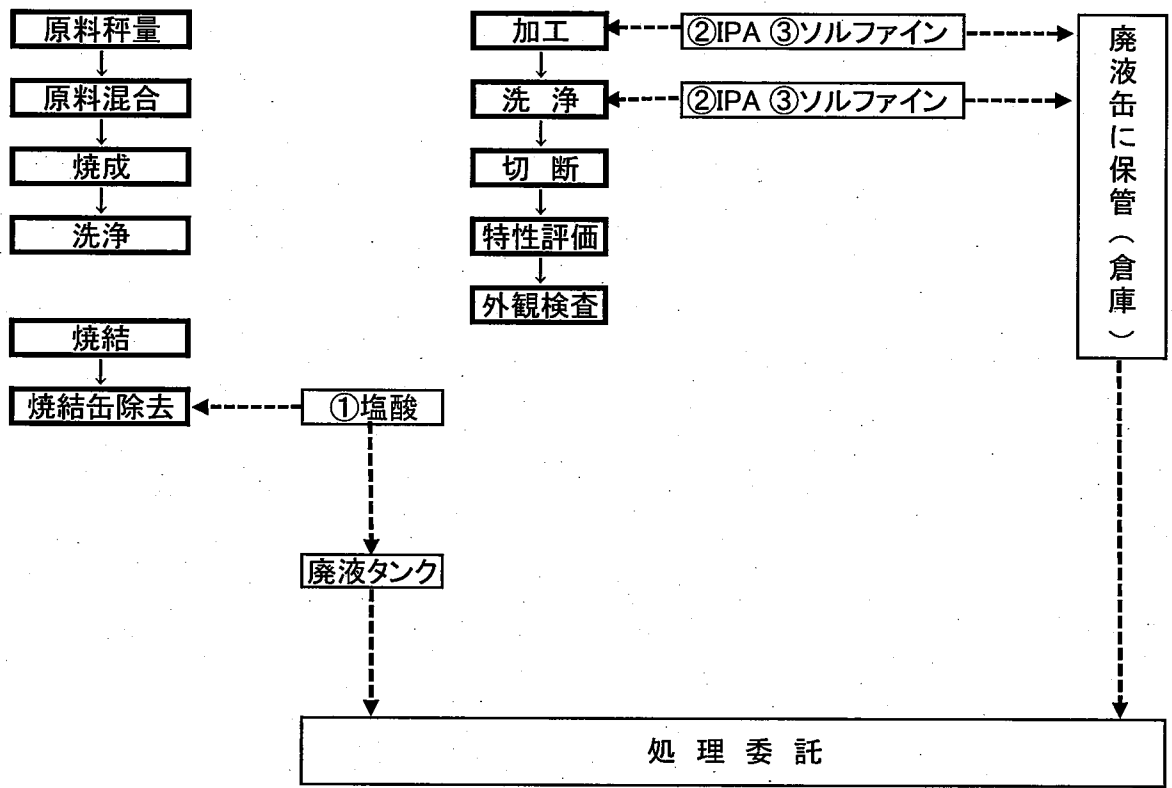 原料秤量
原料混合
焼成
洗浄
焼結
焼結缶除去
①塩酸
廃液タンク
加工
洗 浄
切 断
特性評価
外観検査
②IPA ③ソルファイン
②IPA ③ソルファイン
廃液缶に保管（倉庫）
処 理 委 託